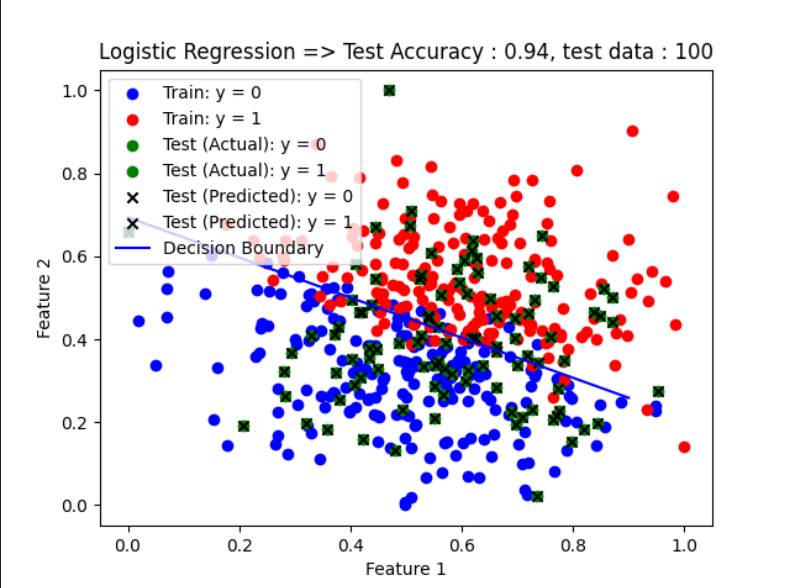 Logistic Regression => Test Accuracy : 0.94, test data : 100
Train: y = 0
Train: y = 1
Test (Actual): y = 0
Test (Actual): y = 1
Test (Predicted): y = 0
Test (Predicted): y = 1
Decision Boundary
Feature 2
1.0
0.8
0.6
0.4
0.2
0.0
0.0 0.2 0.4 0.6 0.8 1.0
Feature 1